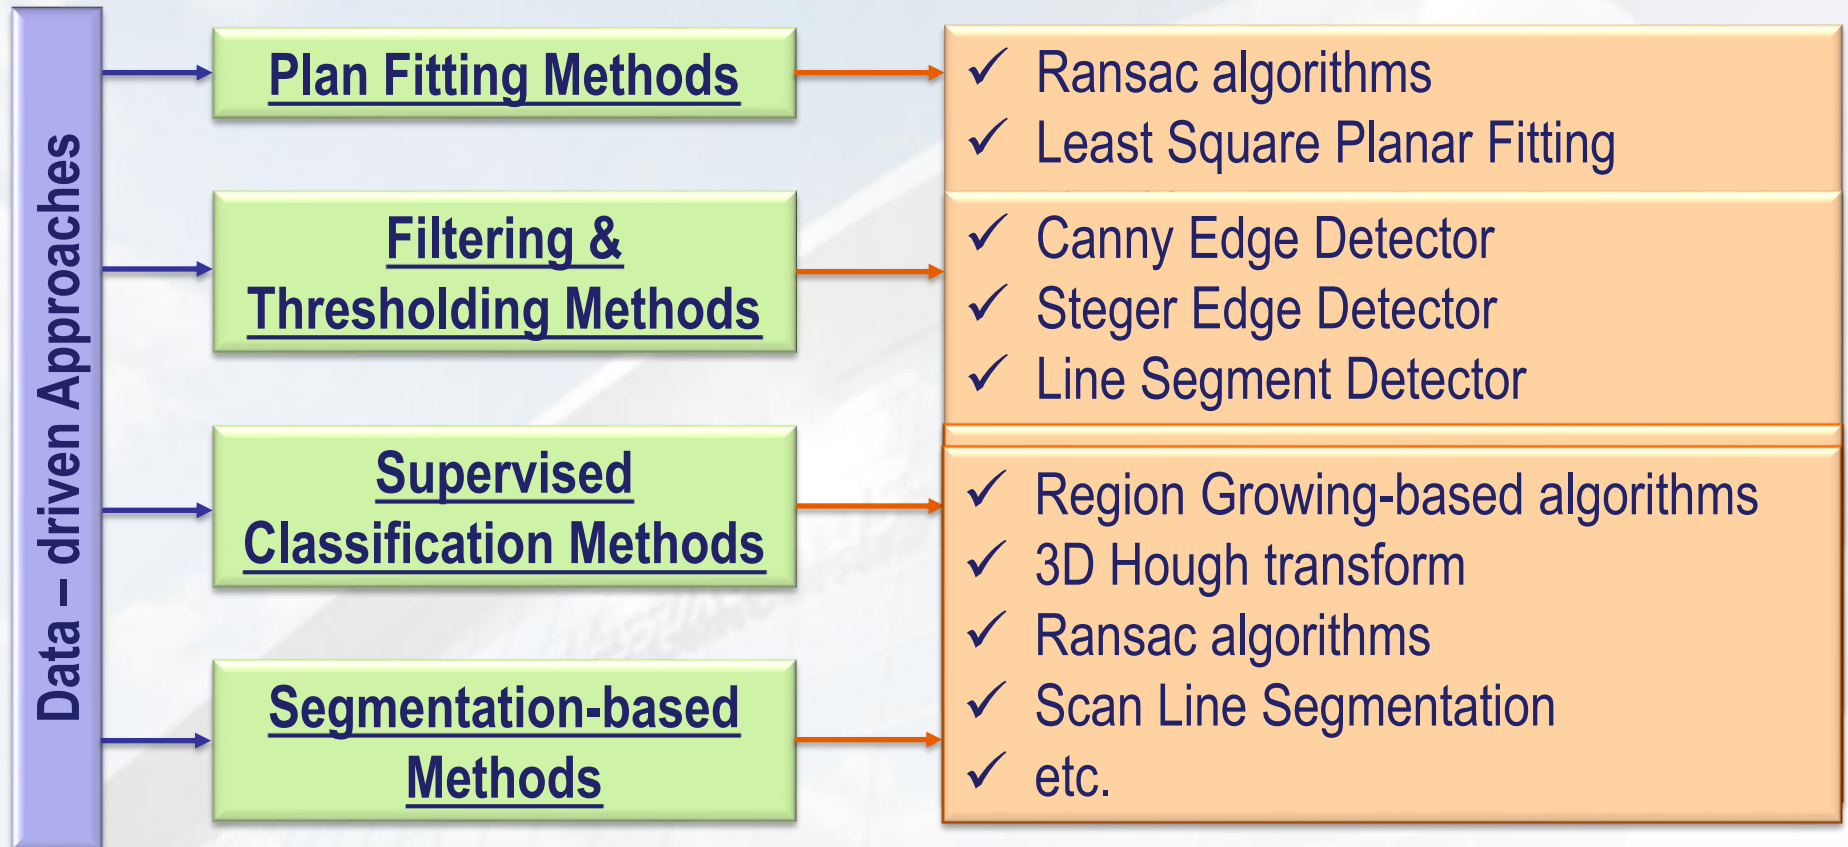 Data – driven Approaches
Plan Fitting Methods
✓ Ransac algorithms
✓ Least Square Planar Fitting
Filtering &
Thresholding Methods
✓ Canny Edge Detector
✓ Steger Edge Detector
✓ Line Segment Detector
Supervised
Classification Methods
Segmentation-based
Methods
✓ Region Growing-based algorithms
✓ 3D Hough transform
✓ Ransac algorithms
✓ Scan Line Segmentation
✓ etc.